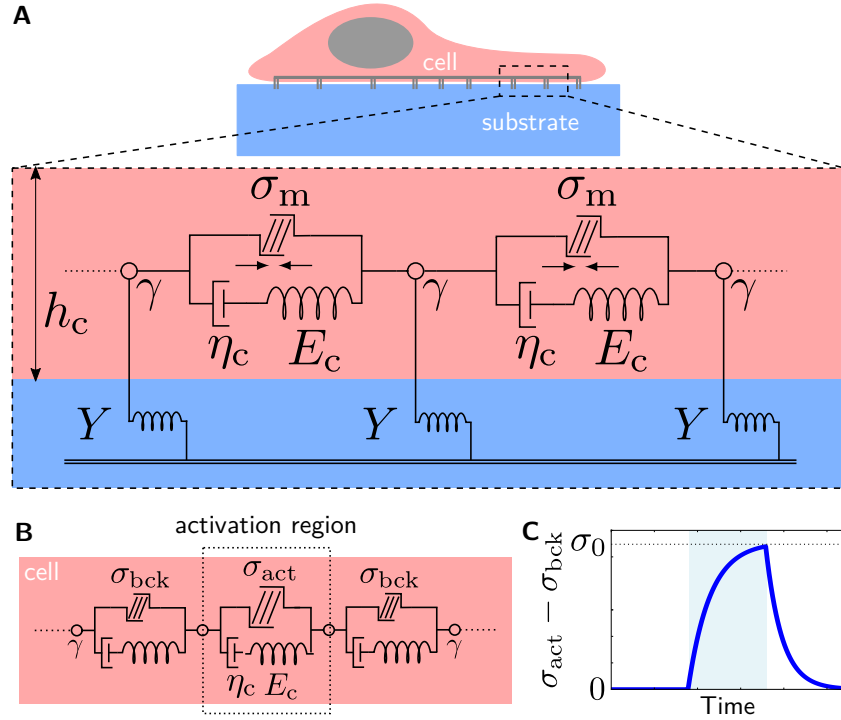 A
cell
substrate
σm σm
γ γ γ
hc
ηc Ec ηc Ec
Y Y Y
B
activation region
cell
σbck σact σbck
γ γ
ηc Ec
C
σ0
σact − σbck
0
Time